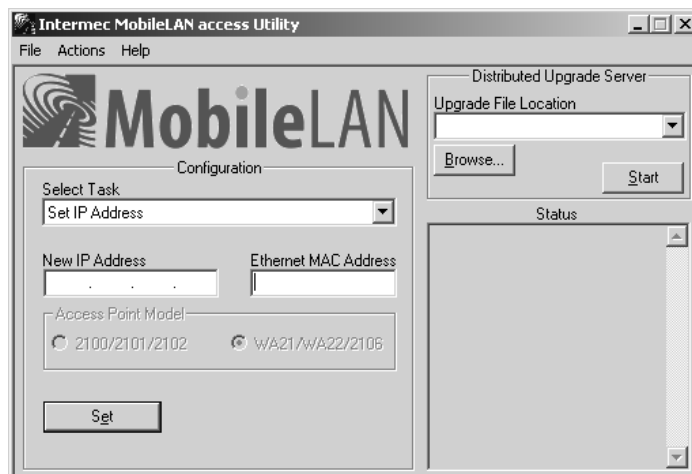 Intermec MobileLAN access Utility
File Actions Help
MobileLAN
Configuration
Select Task
Set IP Address
New IP Address
Ethernet MAC Address
. . .
Access Point Model
2100/2101/2102
WA21/WA22/2106
Set
Distributed Upgrade Server
Upgrade File Location
Browse...
Start
Status